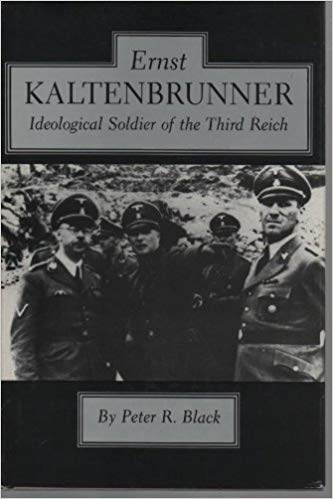 Ernst
KALTENBRUNNER
Ideological Soldier of the Third Reich
By Peter R. Black